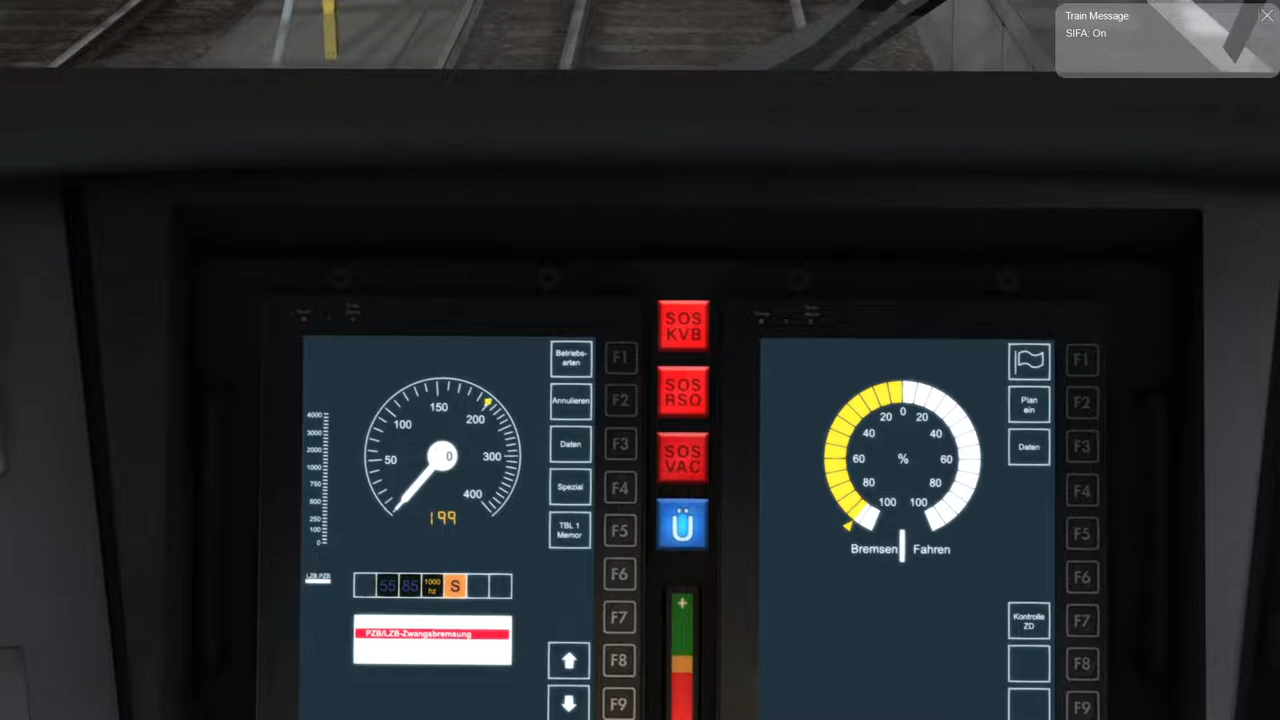 Train Message
SIFA: On
SOS
KVB
SOS
RSO
SOS
VAC
Ü
+
Betriebs-
arten
Annulieren
Daten
Spezial
TBL 1
Memor
F1
F2
F3
F4
F5
F6
F7
F8
F9
4000
3000
2000
1000
750
600
250
100
0
50
100
150
200
300
400
0
199
LZB PZB
55
85
1000
hz
S
PZB/LZB-Zwangsbremsung
100
80
60
40
20
0
20
40
60
80
100
%
Bremsen
Fahren
Plan
ein
Daten
Kontrolle
ZD
F1
F2
F3
F4
F5
F6
F7
F8
F9